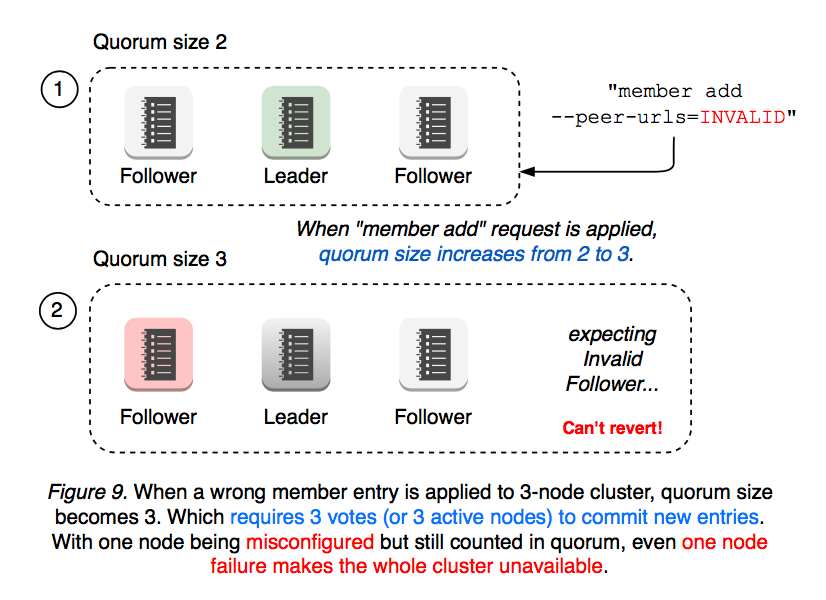 Quorum size 2
1
Follower
Leader
Follower
"member add
--peer-urls=INVALID"
When "member add" request is applied,
quorum size increases from 2 to 3.
Quorum size 3
2
Follower
Leader
Follower
expecting
Invalid
Follower...
Can't revert!
Figure 9. When a wrong member entry is applied to 3-node cluster, quorum size
becomes 3. Which requires 3 votes (or 3 active nodes) to commit new entries.
With one node being misconfigured but still counted in quorum, even one node
failure makes the whole cluster unavailable.